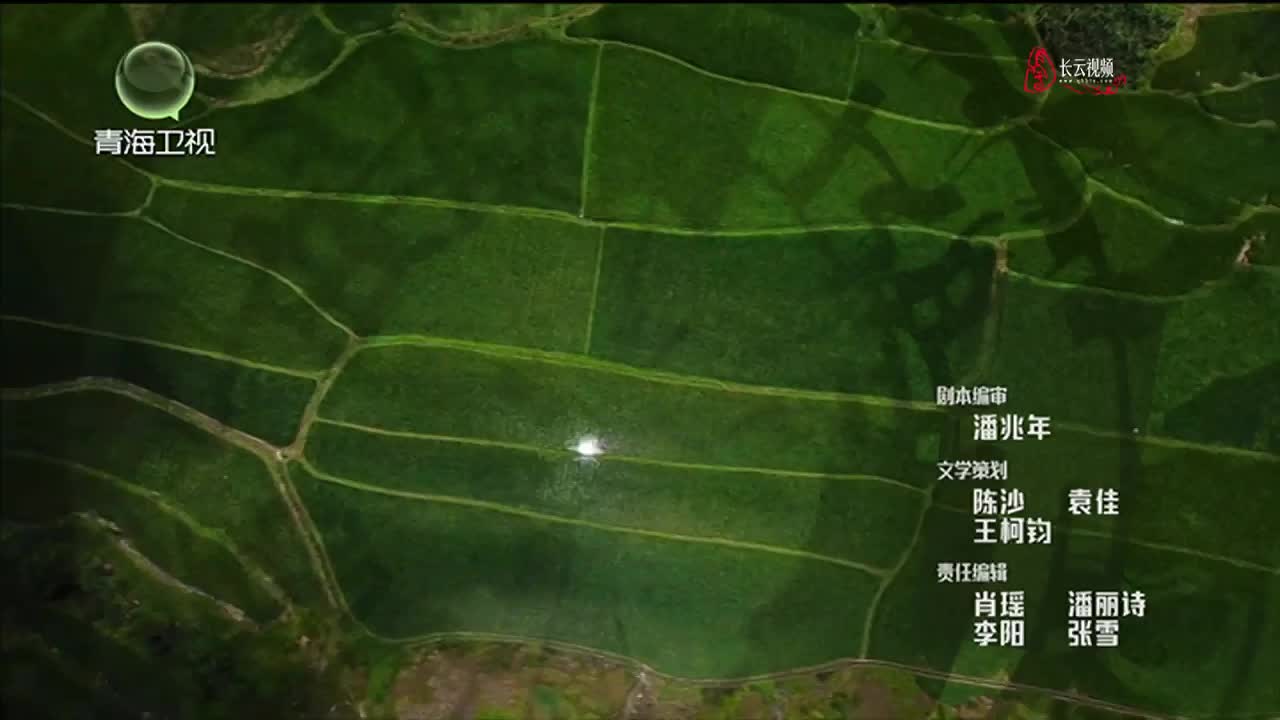 青海卫视
长云视频
剧本编审
潘兆年
文学策划
陈沙 袁佳
王柯钧
责任编辑
肖瑶 潘丽诗
李阳 张雪